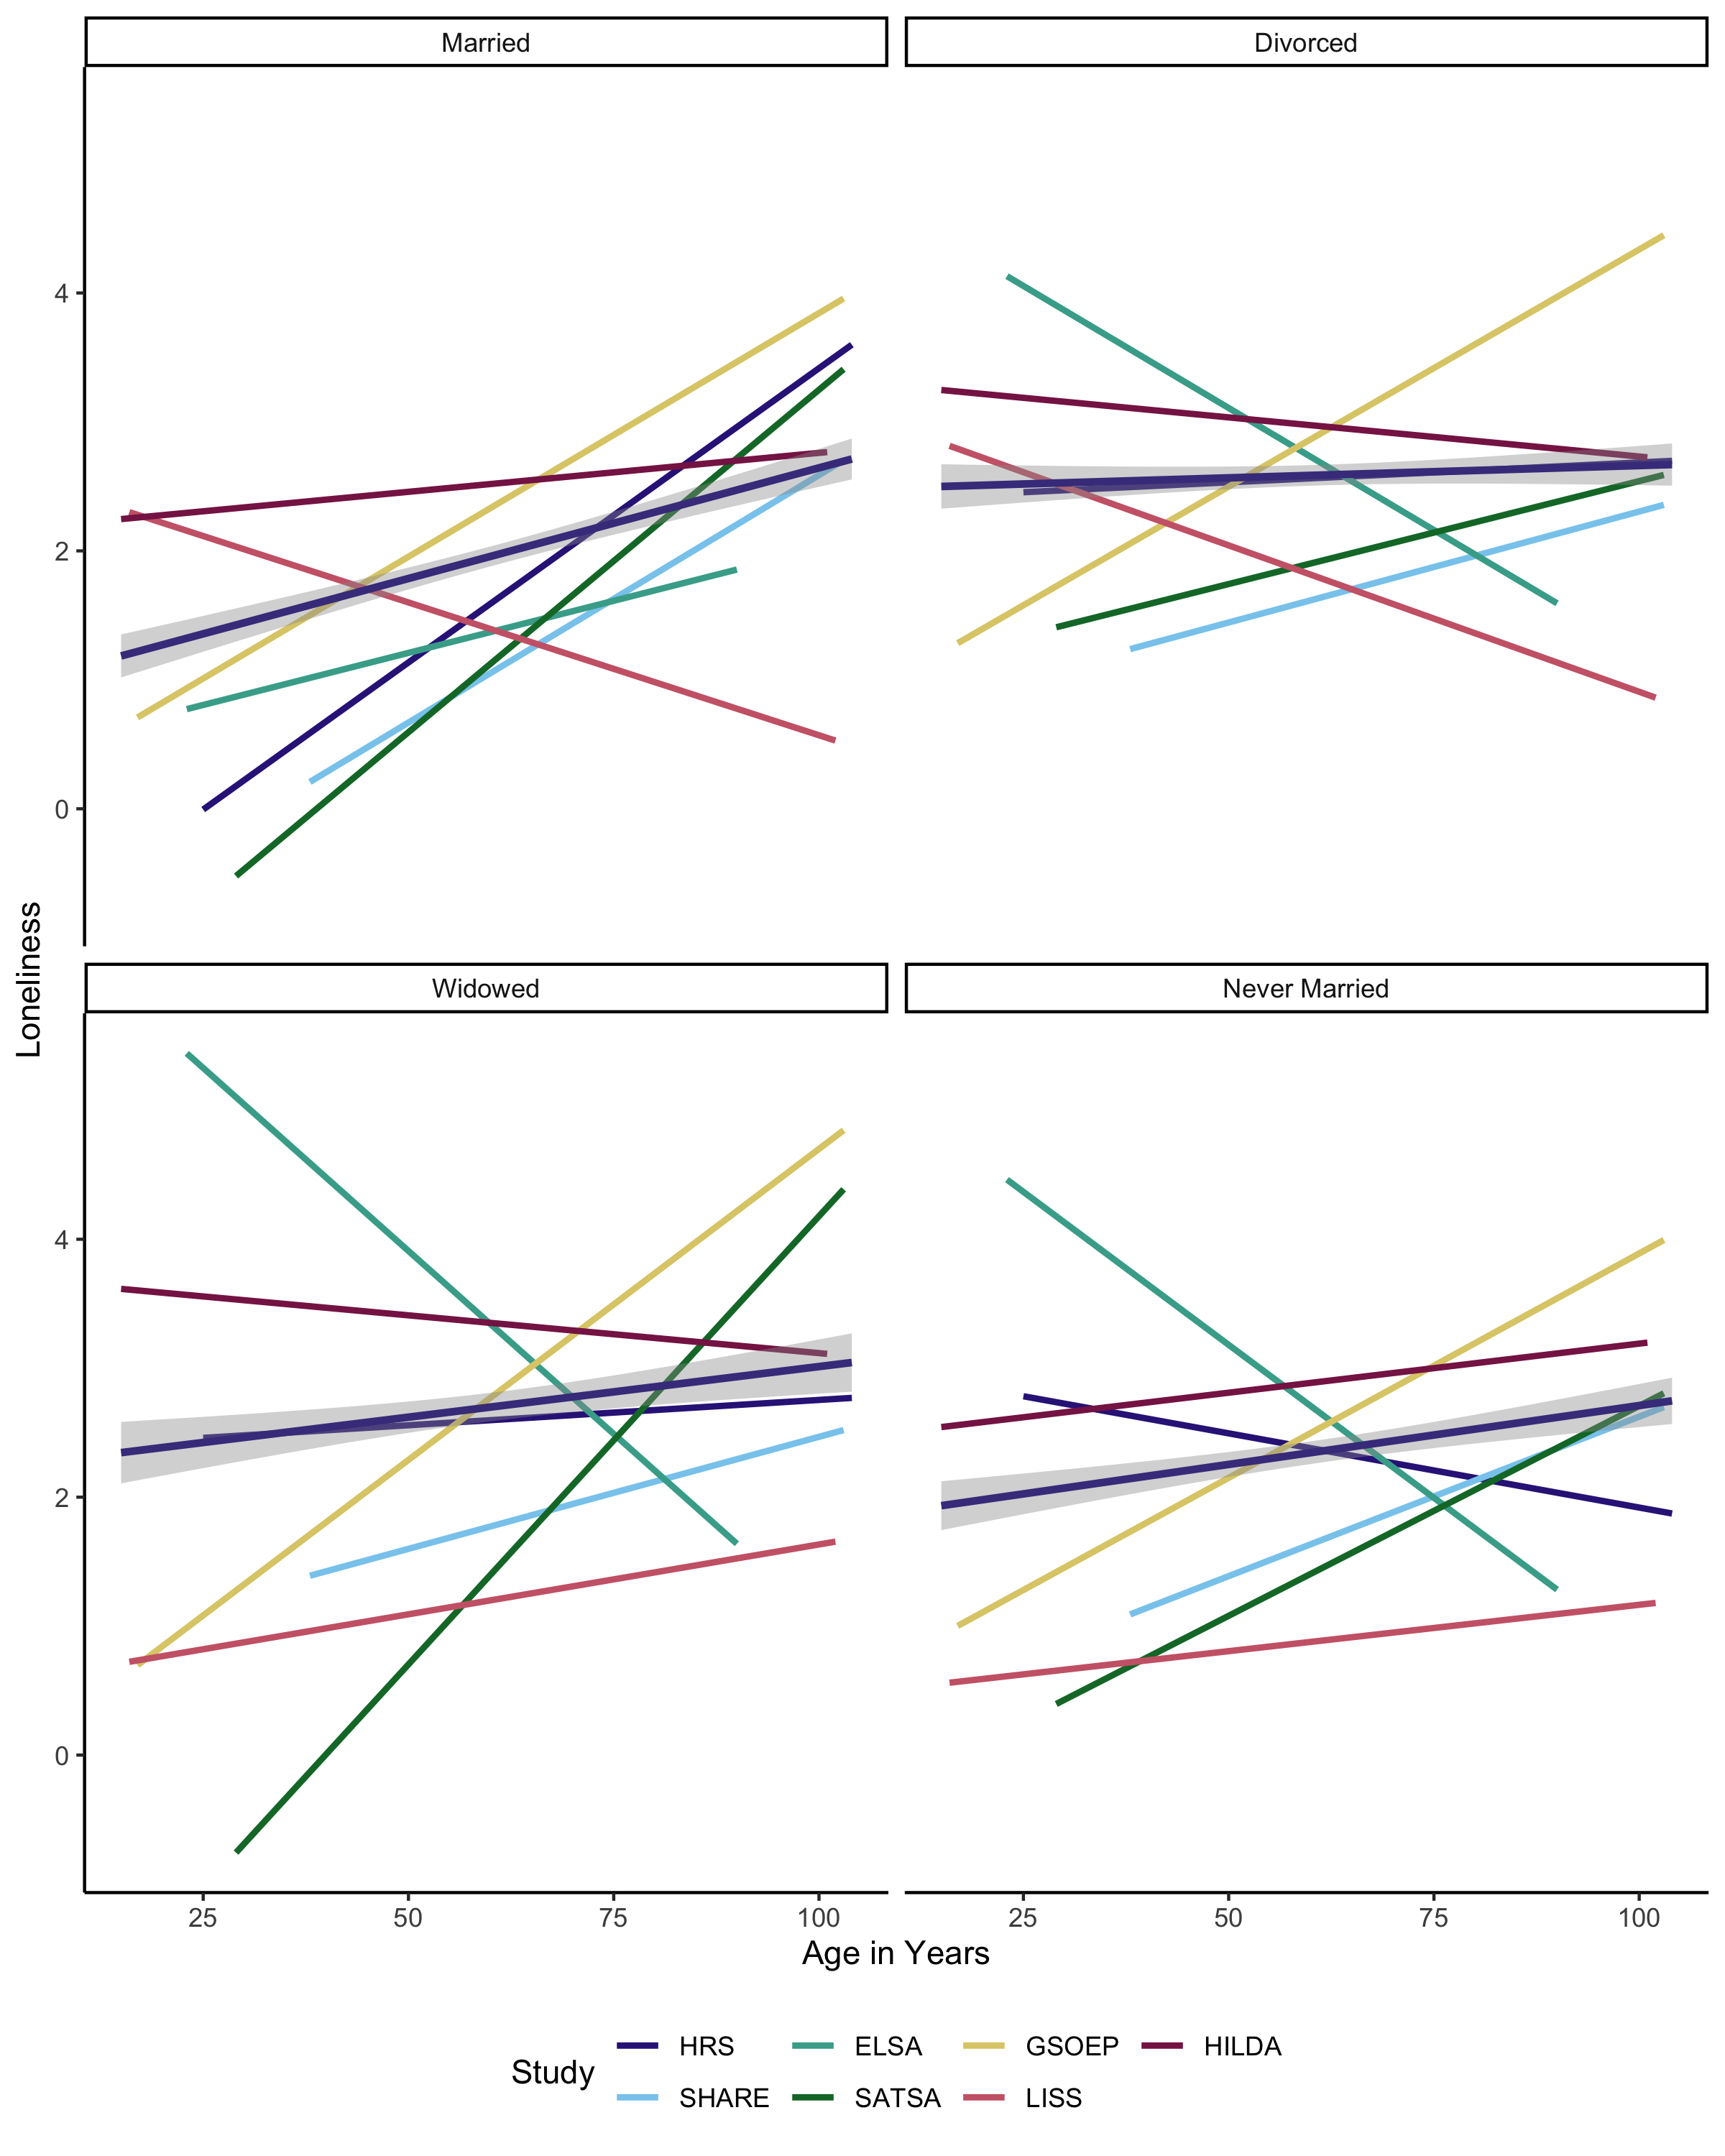 Married
Divorced
4
2
0
Loneliness
Widowed
Never Married
4
2
0
25 50 75 100
25 50 75 100
Age in Years
Study
HRS ELSA GSOEP HILDA
SHARE SATSA LISS